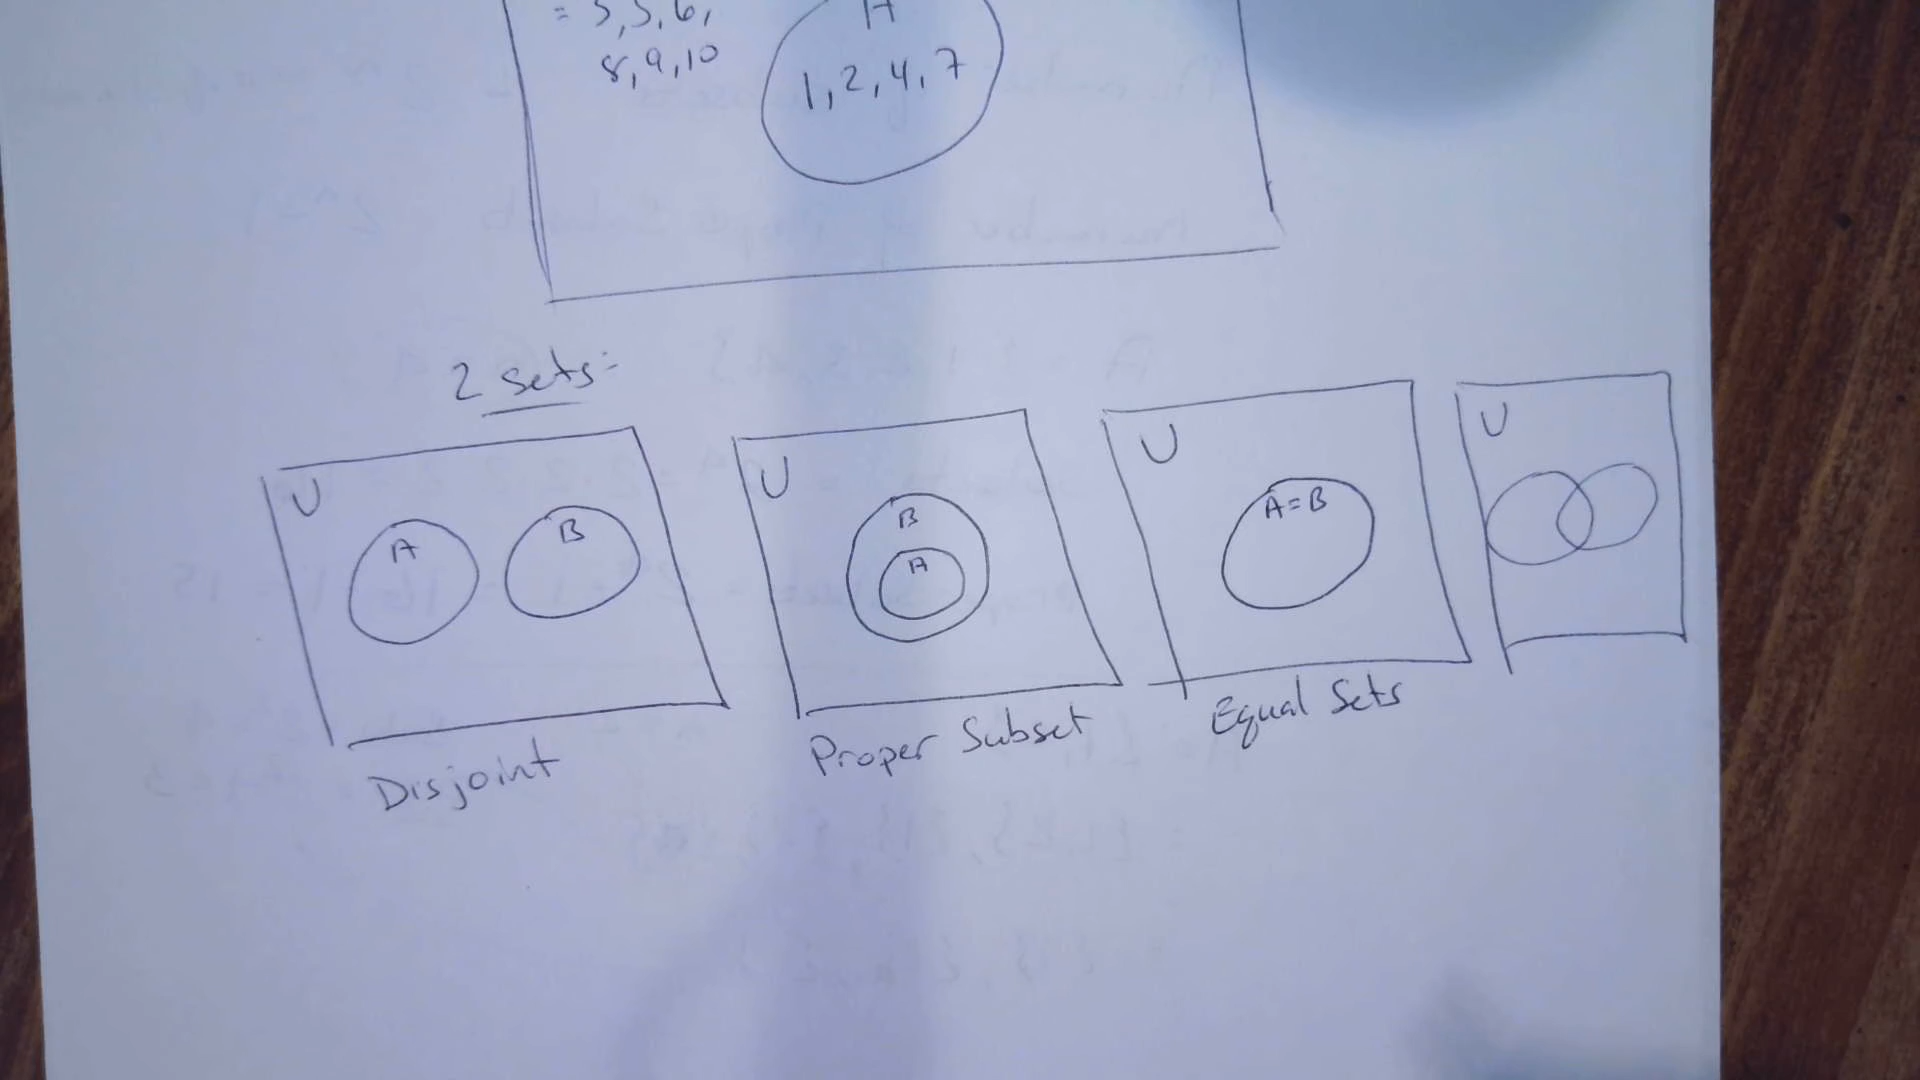 = 3, 5, 6,
8, 9, 10
A
1, 2, 4, 7
2 sets:
U
A
B
U
B
A
U
A = B
U
Disjoint
Proper Subset
Equal Sets